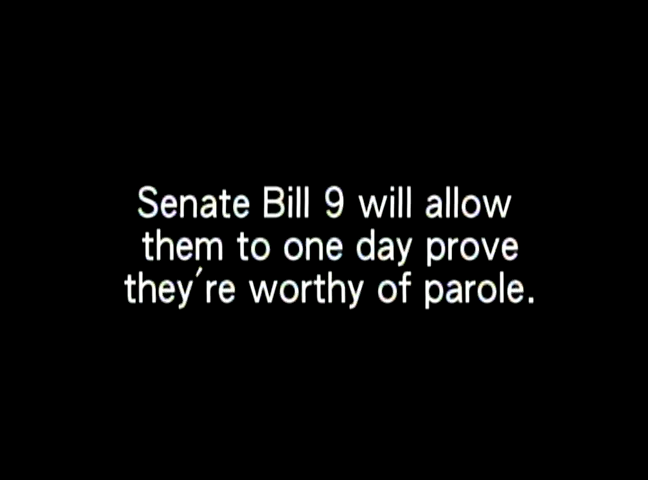 Senate Bill 9 will allow
them to one day prove
they're worthy of parole.